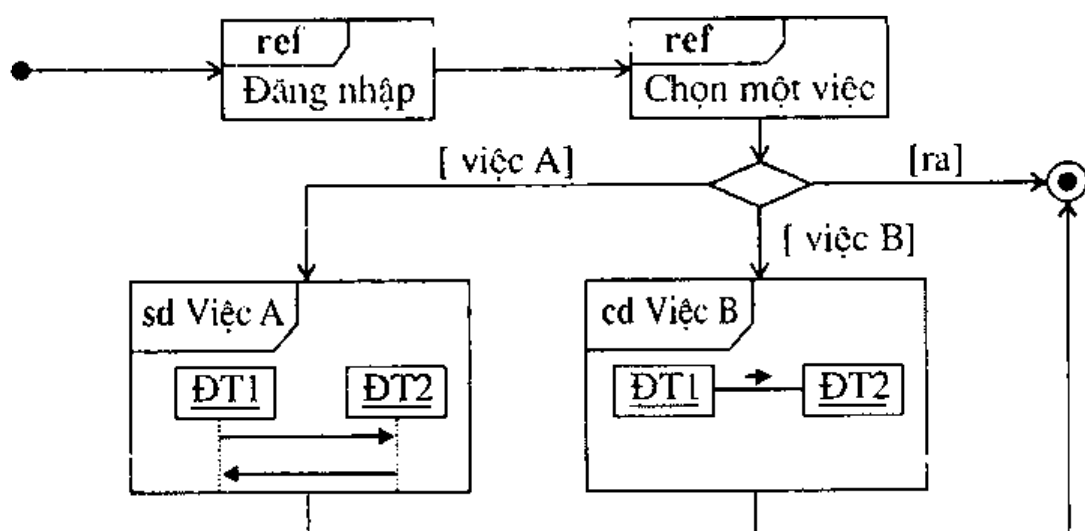 ref
Đăng nhập
ref
Chọn một việc
[ việc A]
[ra]
[ việc B]
sd Việc A
ĐT1
ĐT2
cd Việc B
ĐT1
ĐT2